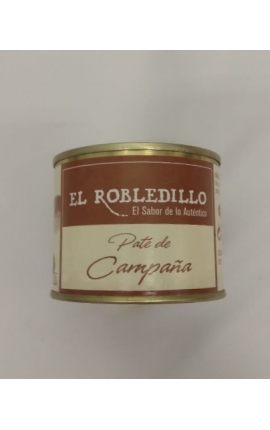 EL ROBLEDILLO
El Sabor de lo Auténtico
Paté de
Campaña